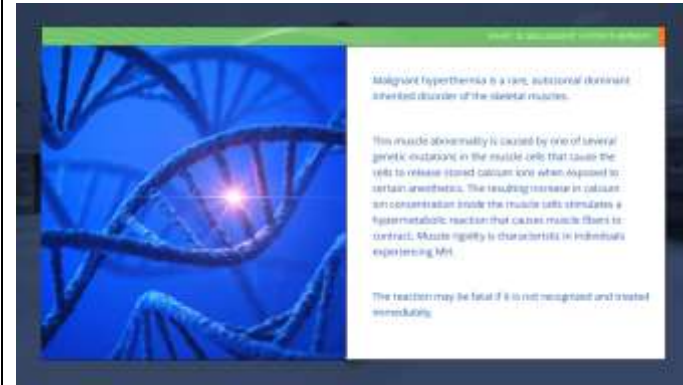 Malignant hyperthermia is a rare, autosomal dominant
inherited disorder of the skeletal muscles.
This muscle abnormality is caused by one of several
genetic mutations in the muscle cells that cause the
cells to release stored calcium ions when exposed to
certain anesthetics. The resulting increase in calcium
ion concentration inside the muscle cells stimulates a
hypermetabolic reaction that causes muscle fibers to
contract. Muscle rigidity is characteristic in individuals
experiencing MH.
The reaction may be fatal if it is not recognized and treated
immediately.